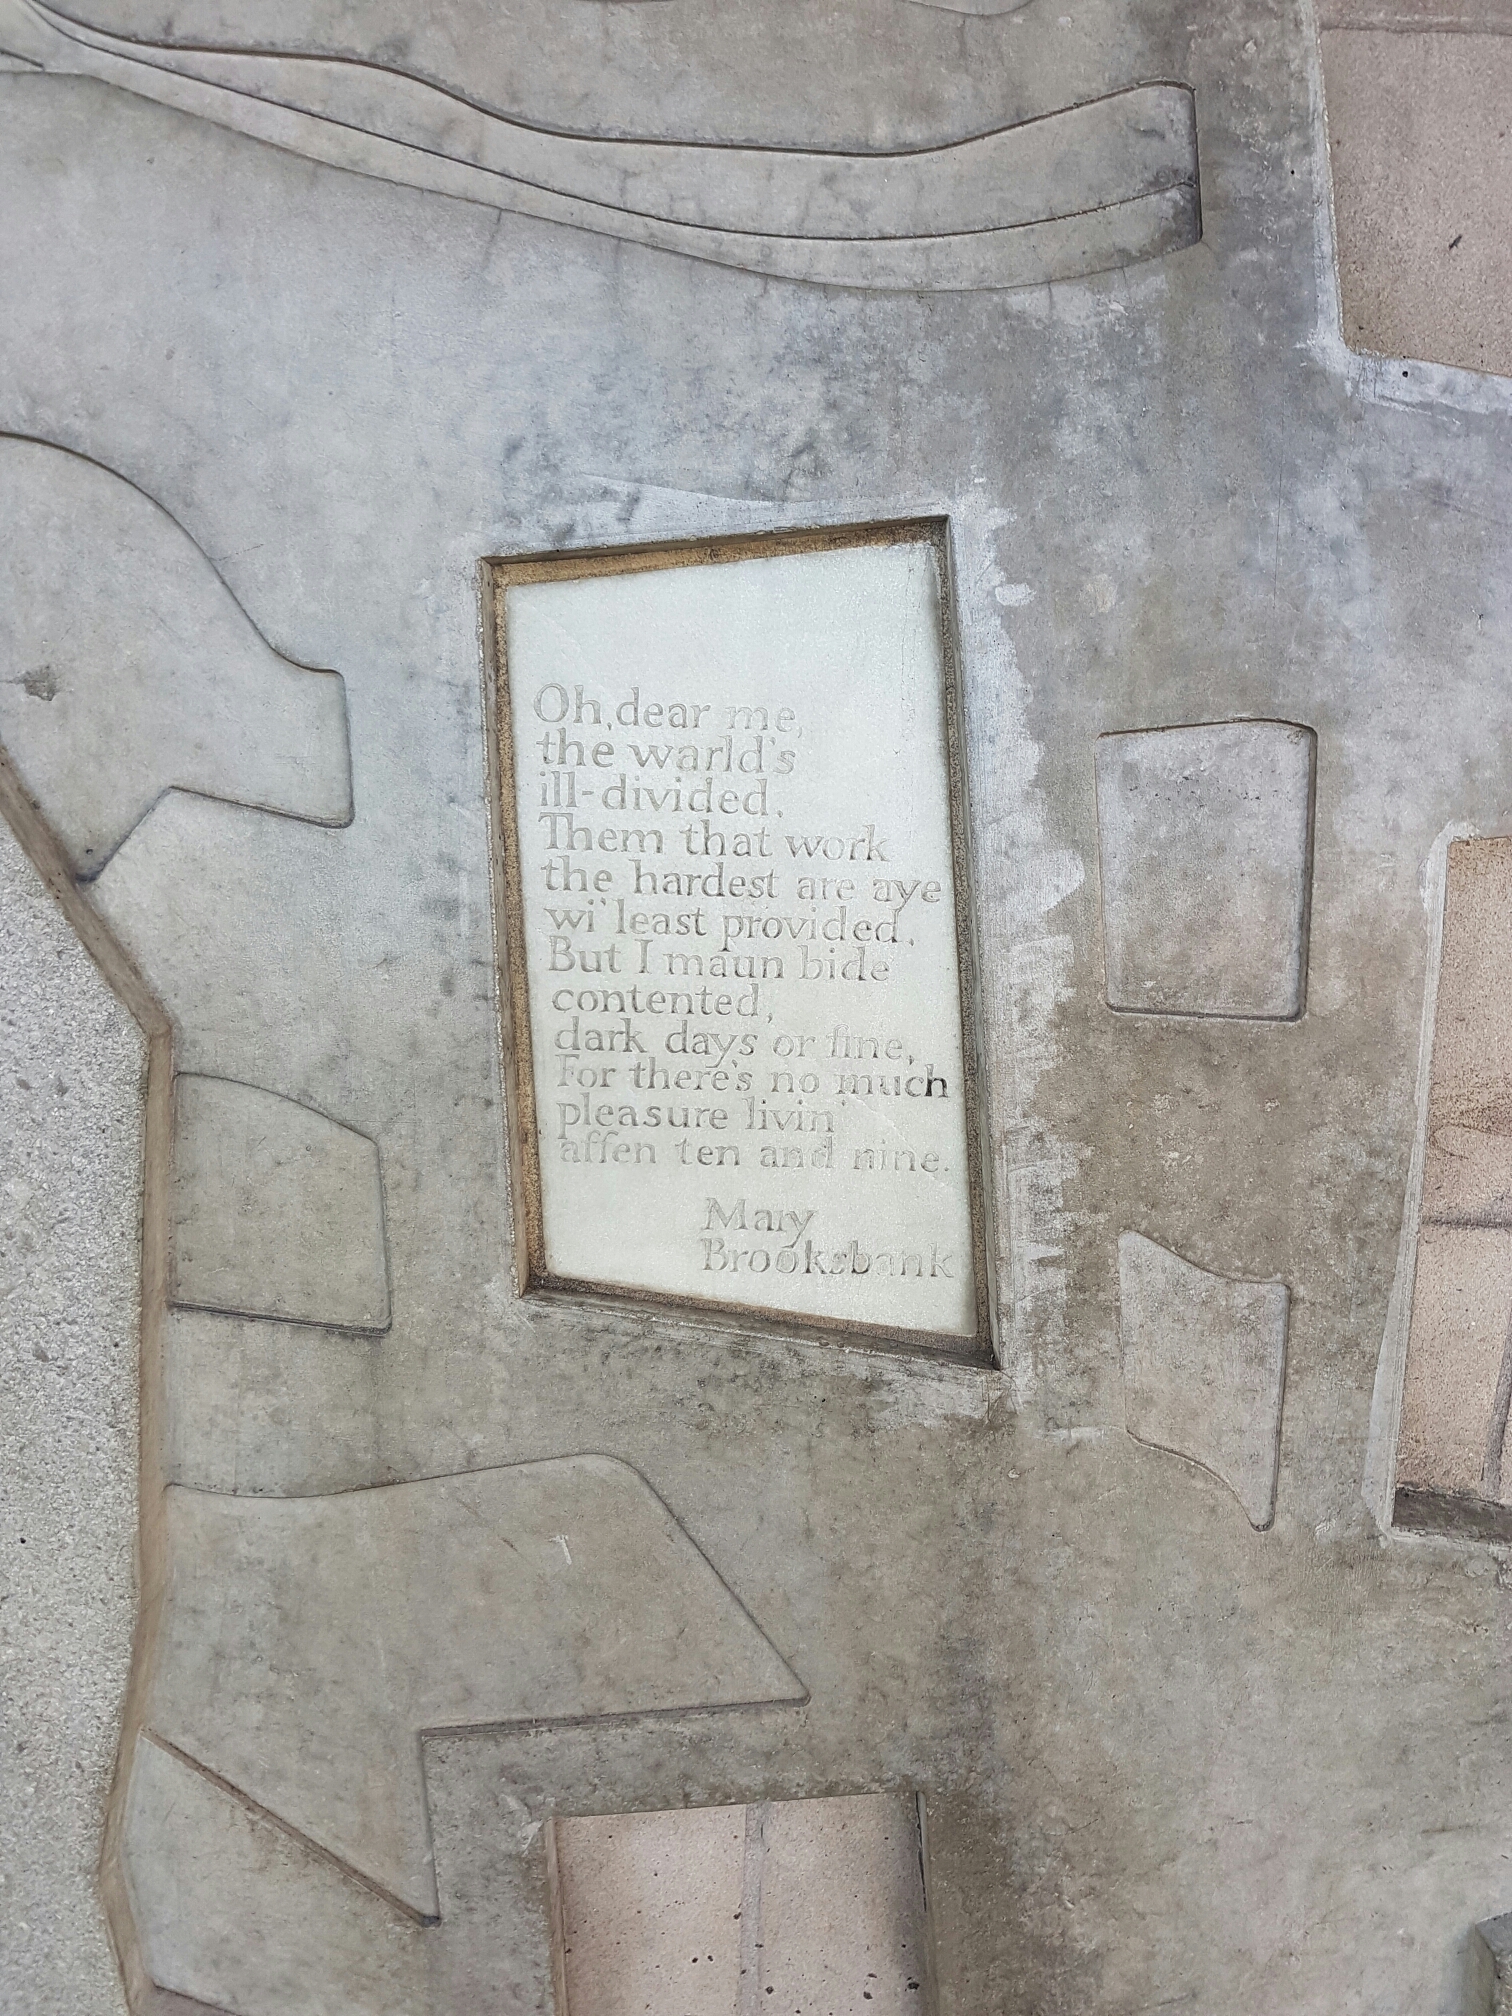 Oh, dear me,
the warld's
ill-divided.
Them that work
the hardest are aye
wi' least provided.
But I maun bide
contented,
dark days or fine,
For there's no much
pleasure livin'
affen ten and nine.
Mary
Brooksbank